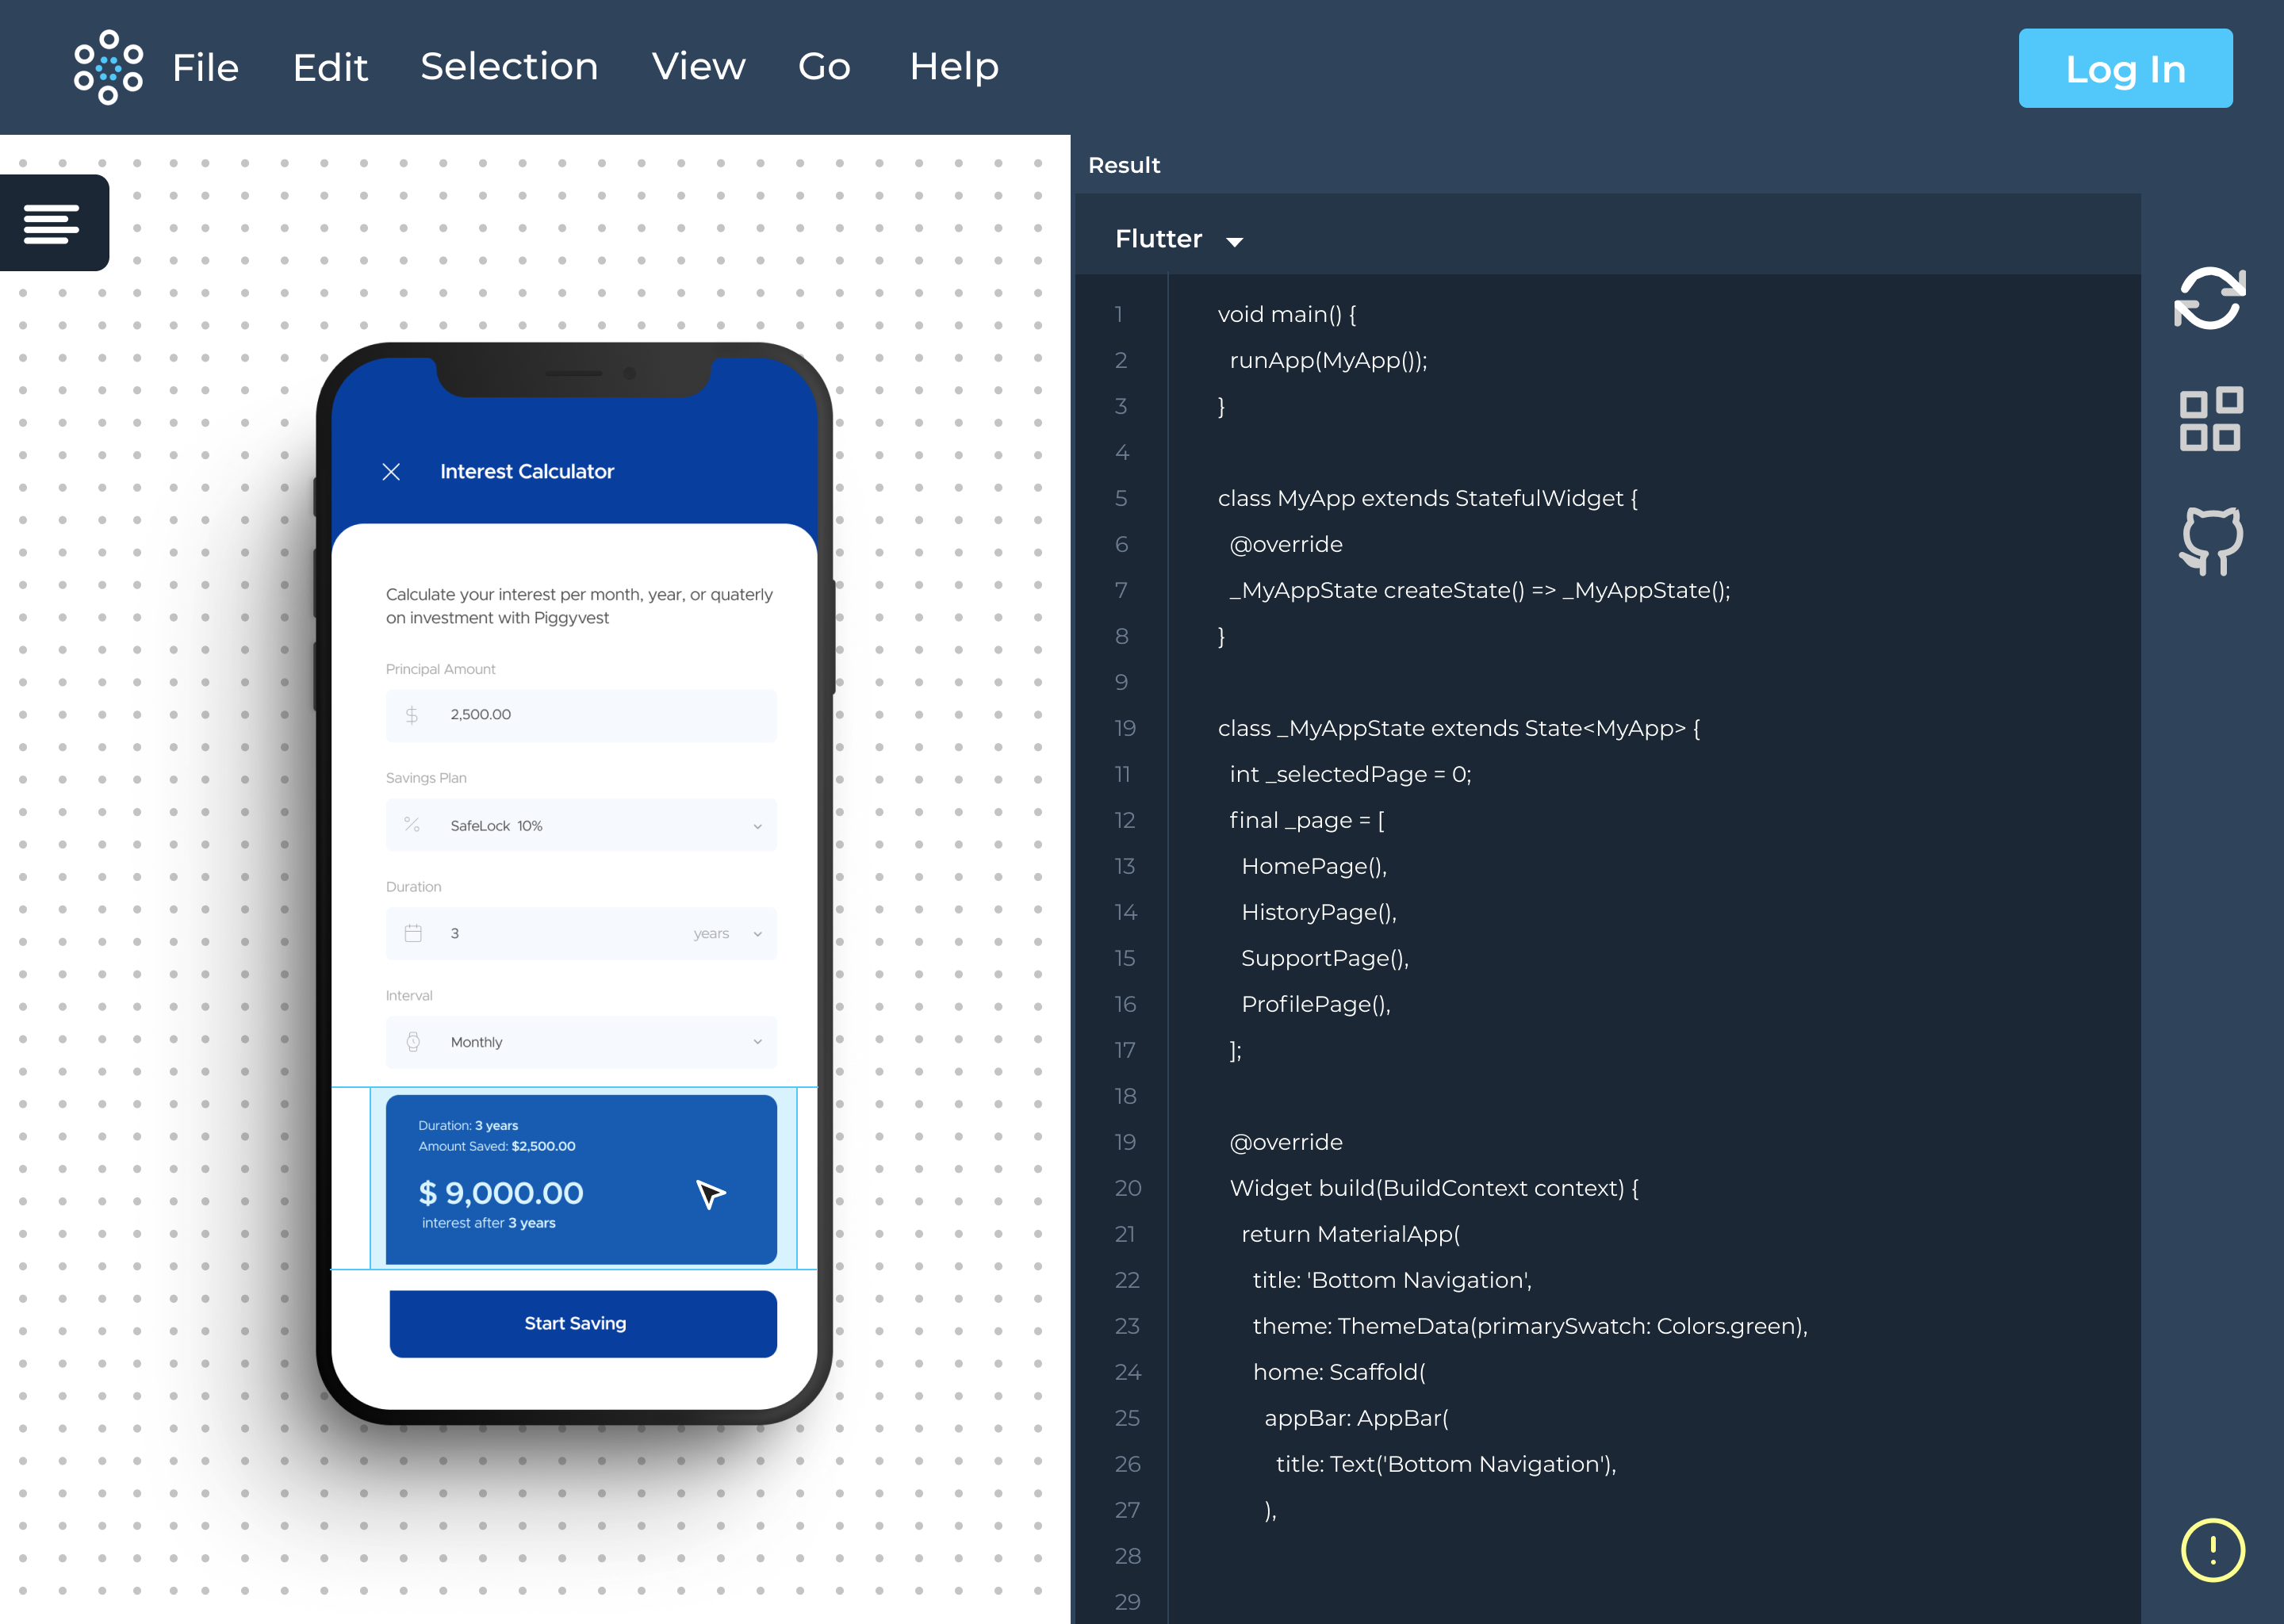 File Edit Selection View Go Help Log In
Interest Calculator
Calculate your interest per month, year, or quaterly
on investment with Piggyvest
Principal Amount
$ 2,500.00
Savings Plan
% SafeLock 10%
Duration
3 years
Interval
Monthly
Duration: 3 years
Amount Saved: $2,500.00
$ 9,000.00
interest after 3 years
Start Saving
Result
Flutter
1 void main() {
2 runApp(MyApp());
3 }
4
5 class MyApp extends StatefulWidget {
6 @override
7 _MyAppState createState() => _MyAppState();
8 }
9
19 class _MyAppState extends State<MyApp> {
11 int _selectedPage = 0;
12 final _page = [
13 HomePage(),
14 HistoryPage(),
15 SupportPage(),
16 ProfilePage(),
17 ];
18
19 @override
20 Widget build(BuildContext context) {
21 return MaterialApp(
22 title: 'Bottom Navigation',
23 theme: ThemeData(primarySwatch: Colors.green),
24 home: Scaffold(
25 appBar: AppBar(
26 title: Text('Bottom Navigation'),
27 ),
28
29